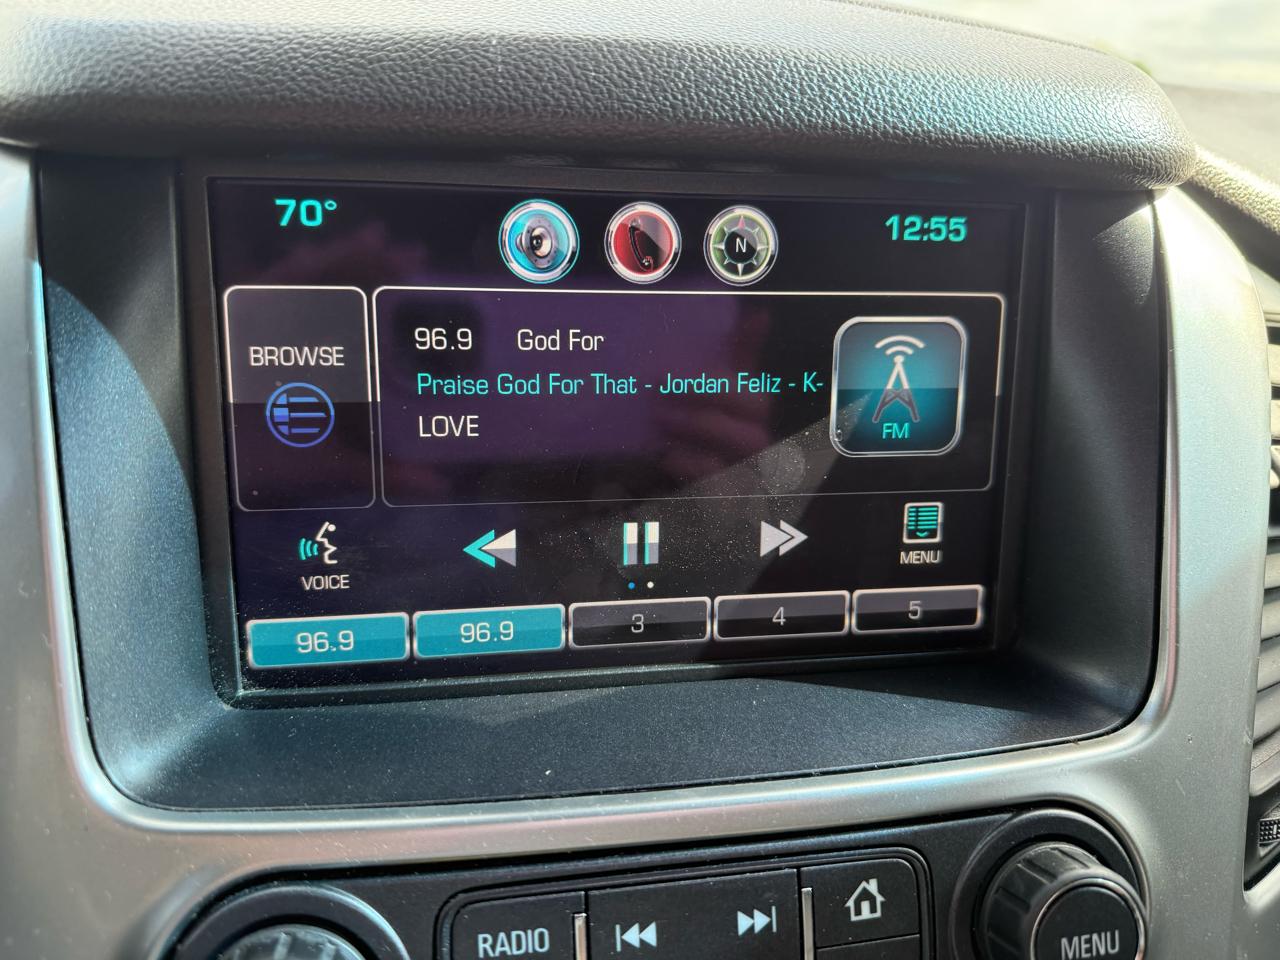 70°
N
12:55
BROWSE
96.9 God For
Praise God For That - Jordan Feliz - K-
LOVE
FM
VOICE
MENU
96.9
96.9
3
4
5
RADIO
MENU